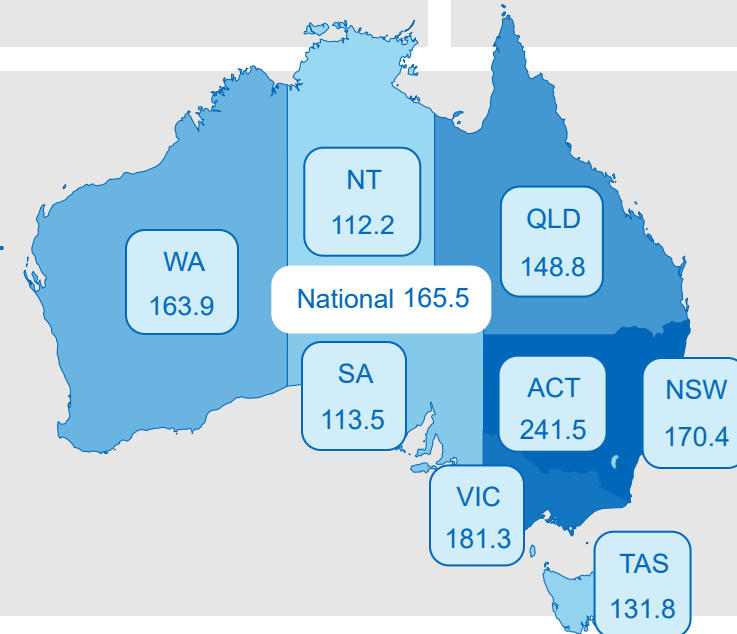 NT
112.2
QLD
148.8
WA
163.9
National 165.5
SA
113.5
ACT
241.5
NSW
170.4
VIC
181.3
TAS
131.8